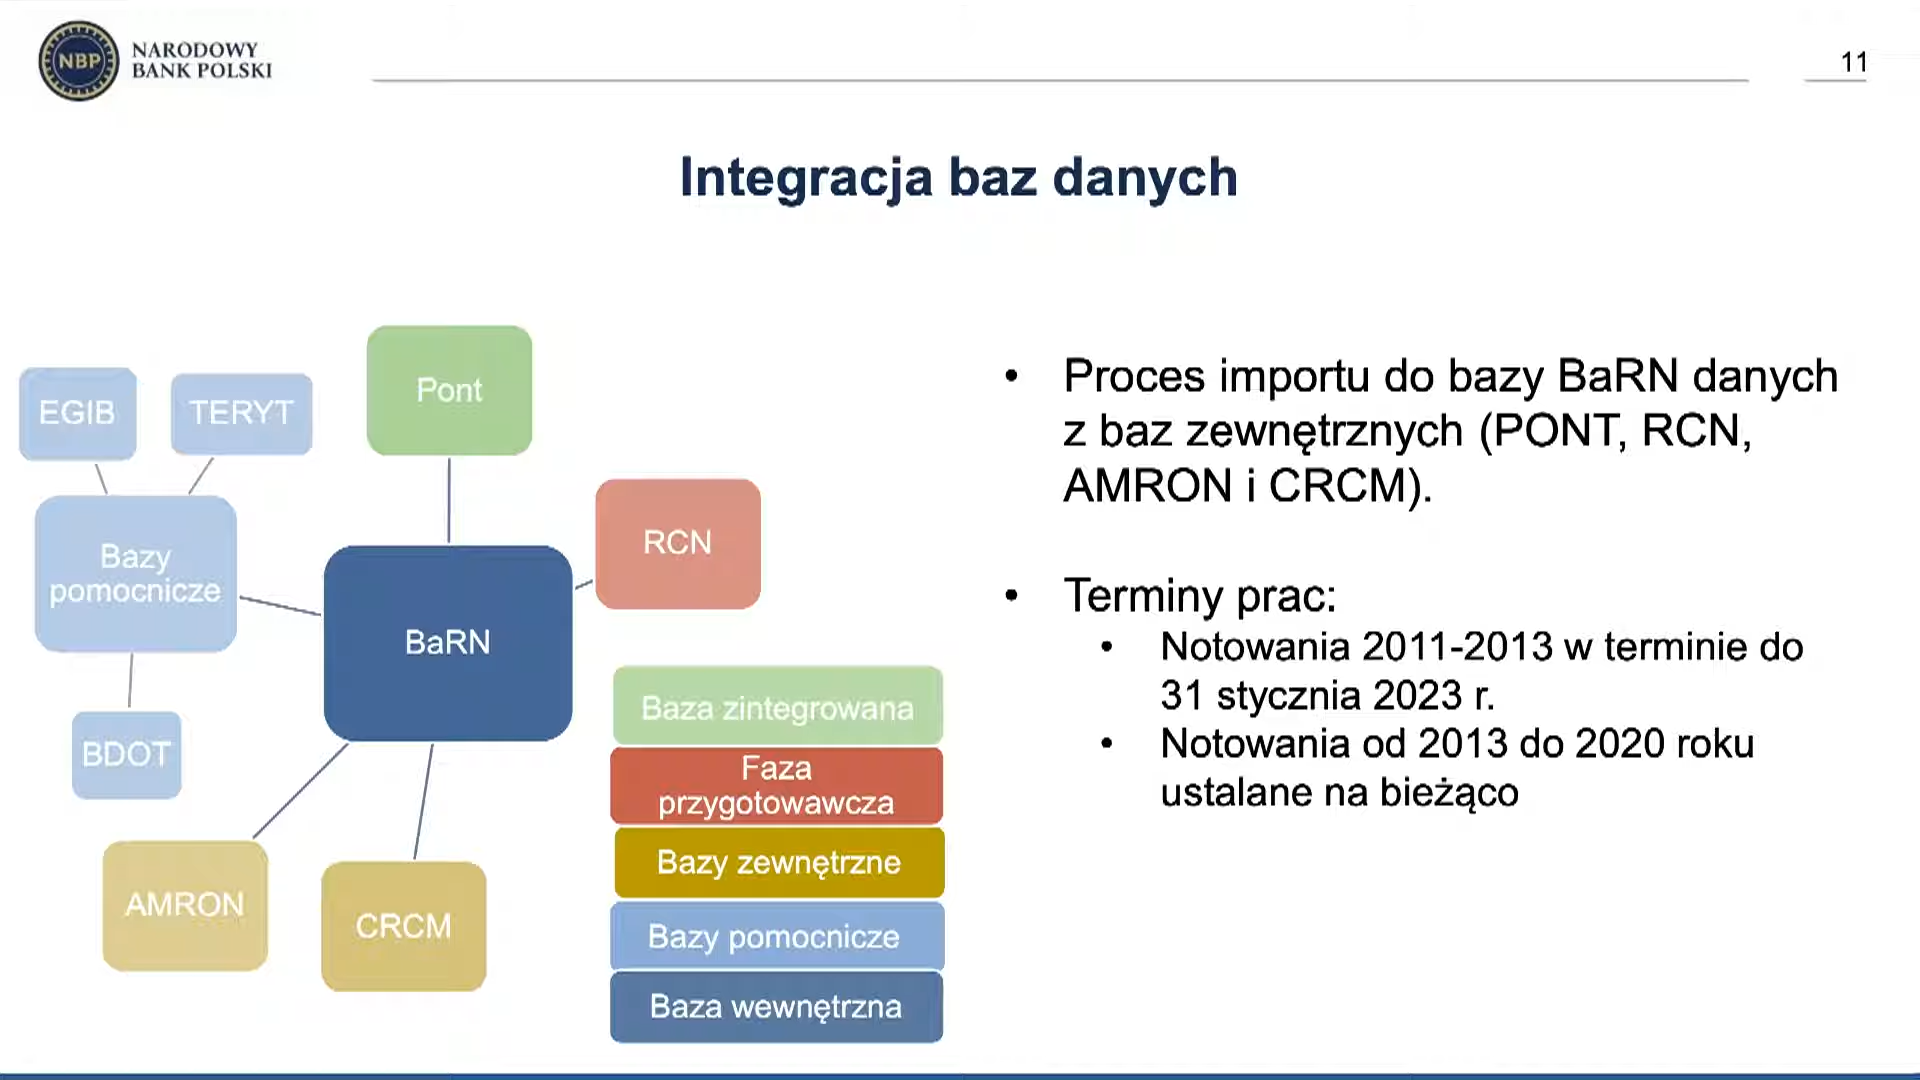 NBP
NARODOWY
BANK POLSKI
11
Integracja baz danych
EGIB
TERYT
Pont
Bazy
pomocnicze
RCN
BaRN
BDOT
AMRON
CRCM
Baza zintegrowana
Faza
przygotowawcza
Bazy zewnętrzne
Bazy pomocnicze
Baza wewnętrzna
• Proces importu do bazy BaRN danych
z baz zewnętrznych (PONT, RCN,
AMRON i CRCM).
• Terminy prac:
• Notowania 2011-2013 w terminie do
31 stycznia 2023 r.
• Notowania od 2013 do 2020 roku
ustalane na bieżąco